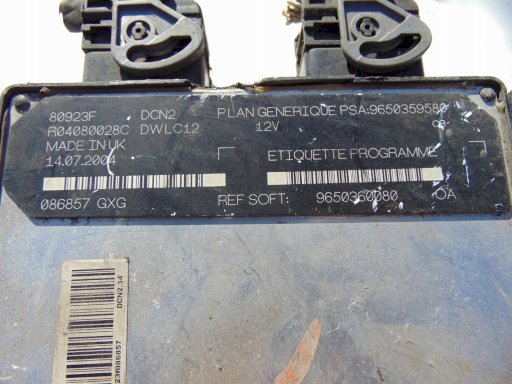 80923F DCN2 PLAN GENERIQUE PSA:9650359580
R04080028C DWLC12 12V
MADE IN UK
14.07.2004 ETIQUETTE PROGRAMME
086857 GXG REF SOFT: 9650360080 OA
DCN2.34